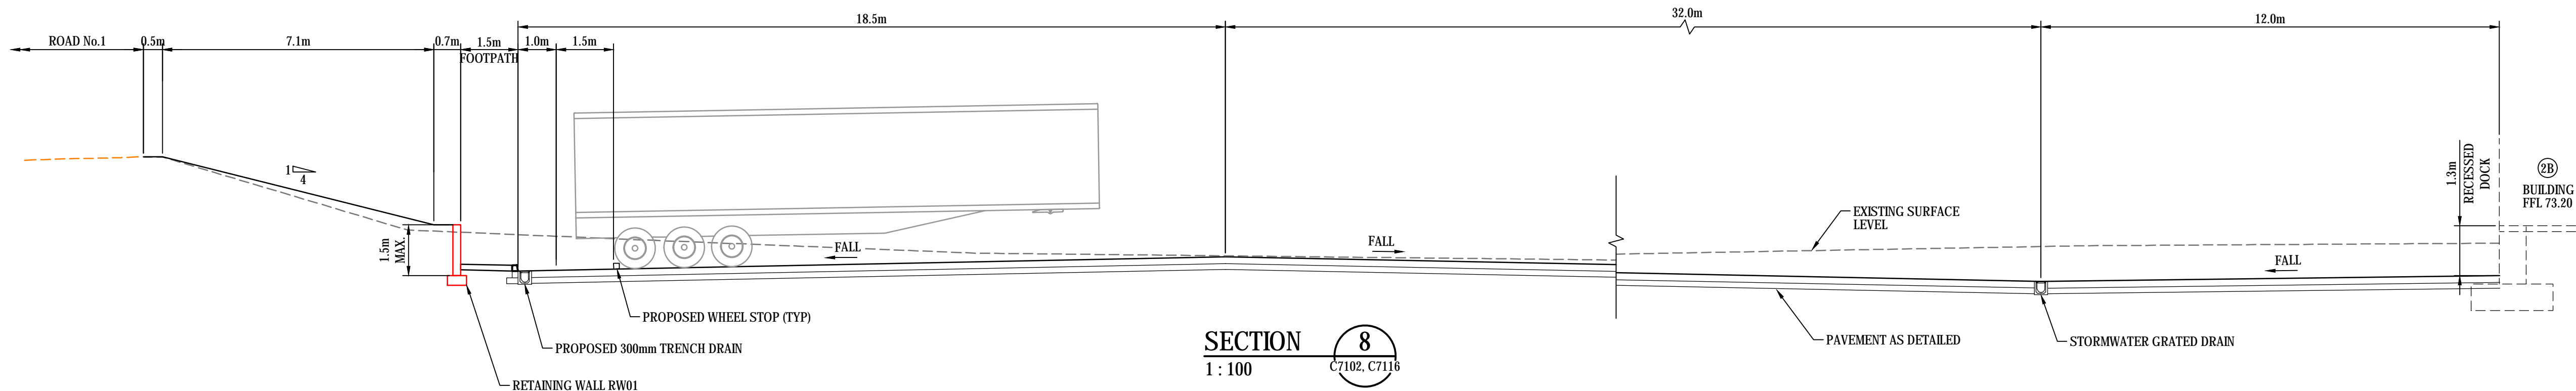 18.5m
32.0m
12.0m
ROAD No.1
0.5m
7.1m
0.7m
1.5m
FOOTPATH
1.0m
1.5m
1
4
1.5m
MAX.
FALL
FALL
EXISTING SURFACE
LEVEL
FALL
1.3m
RECESSED
DOCK
2B
BUILDING
FFL 73.20
PROPOSED WHEEL STOP (TYP)
PROPOSED 300mm TRENCH DRAIN
RETAINING WALL RW01
SECTION
1 : 100
8
C7102, C7116
PAVEMENT AS DETAILED
STORMWATER GRATED DRAIN